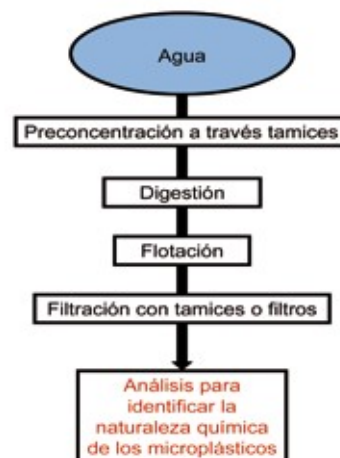 Agua
Preconcentración a través tamices
Digestión
Flotación
Filtración con tamices o filtros
Análisis para
identificar la
naturaleza química
de los microplásticos